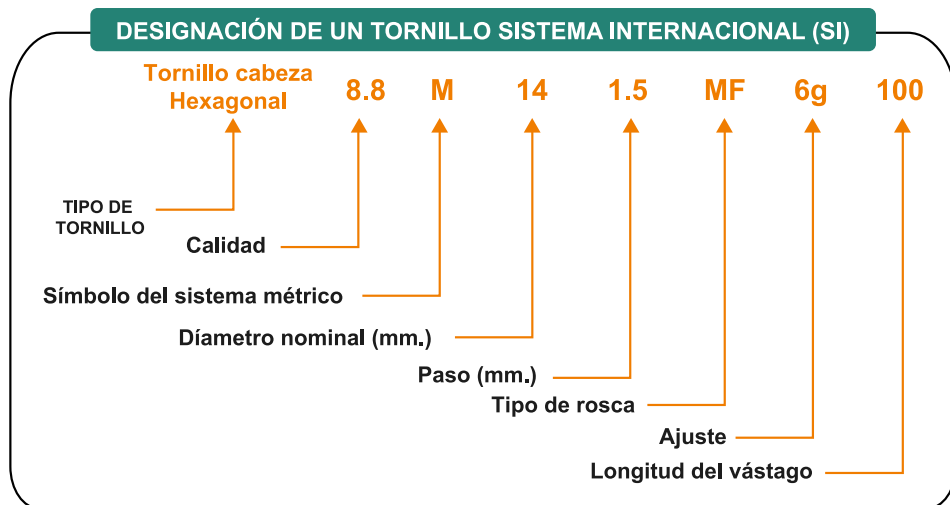 DESIGNACIÓN DE UN TORNILLO SISTEMA INTERNACIONAL (SI)
Tornillo cabeza
Hexagonal
8.8 M 14 1.5 MF 6g 100
TIPO DE
TORNILLO
Calidad
Símbolo del sistema métrico
Díametro nominal (mm.)
Paso (mm.)
Tipo de rosca
Ajuste
Longitud del vástago